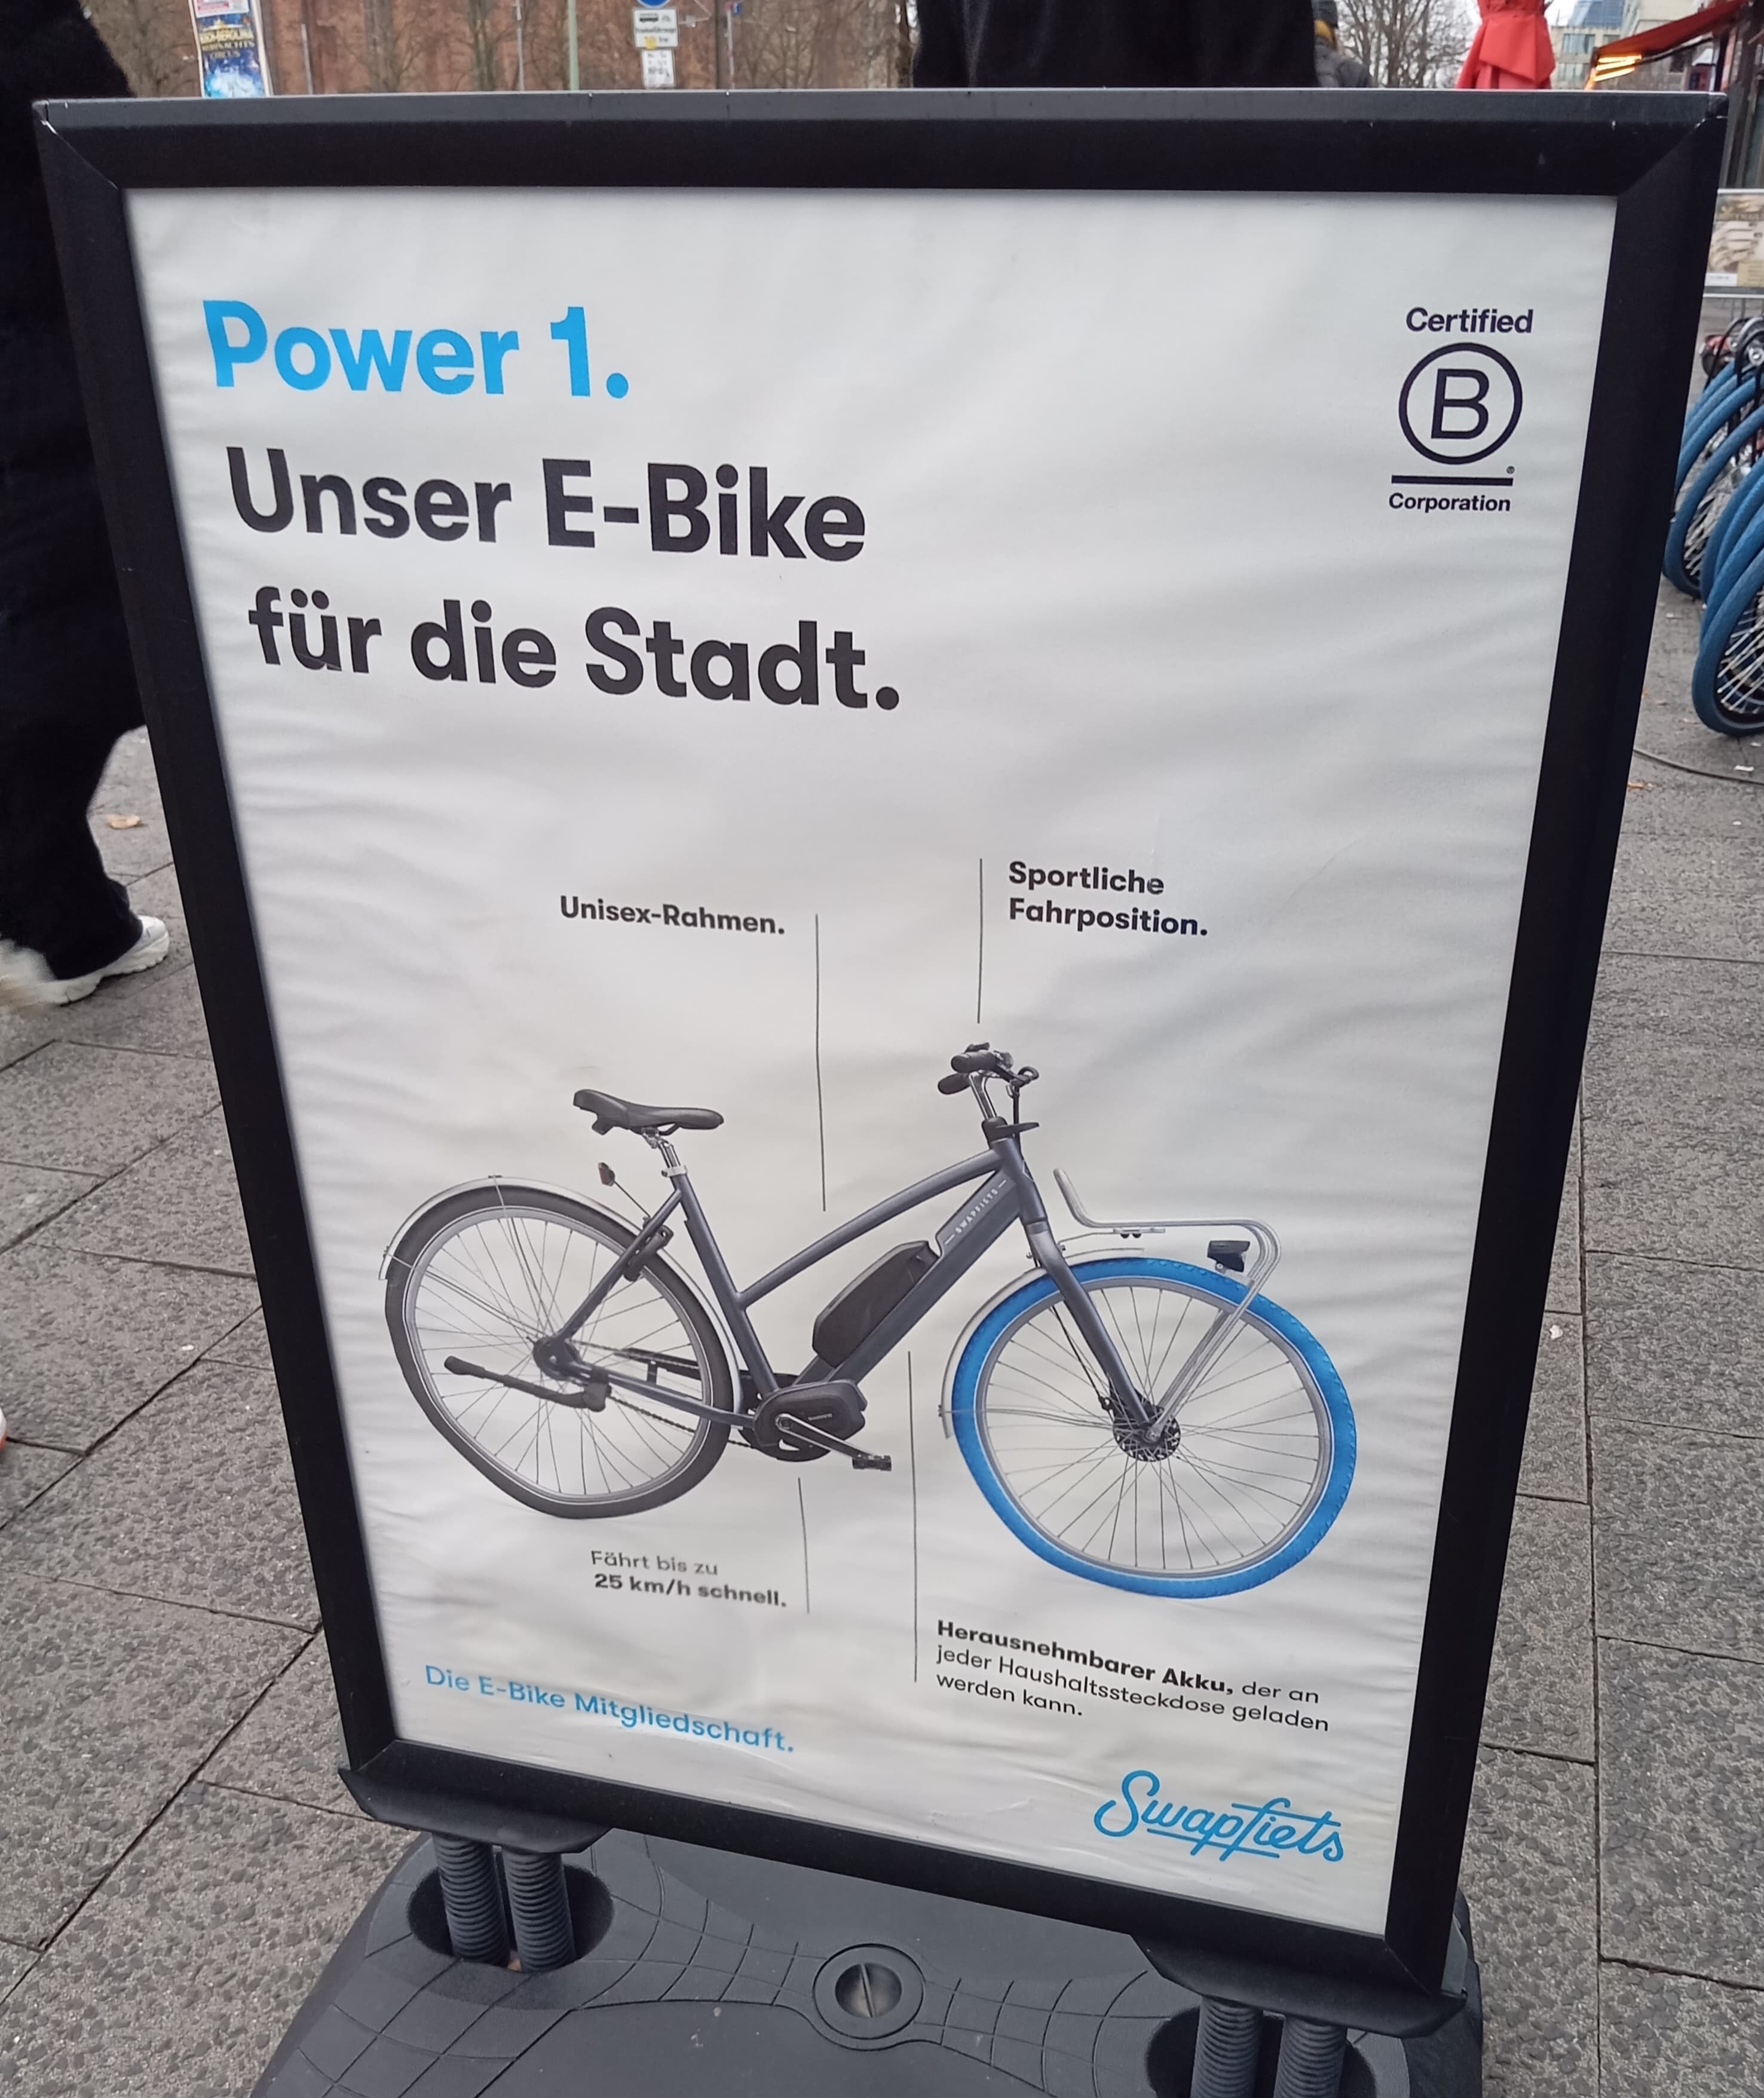 Power 1.
Unser E-Bike
für die Stadt.
Certified
B
®
Corporation
Unisex-Rahmen.
Sportliche
Fahrposition.
SWAPFIETS
Fährt bis zu
25 km/h schnell.
Herausnehmbarer Akku, der an
jeder Haushaltssteckdose geladen
werden kann.
Die E-Bike Mitgliedschaft.
Swapfiets